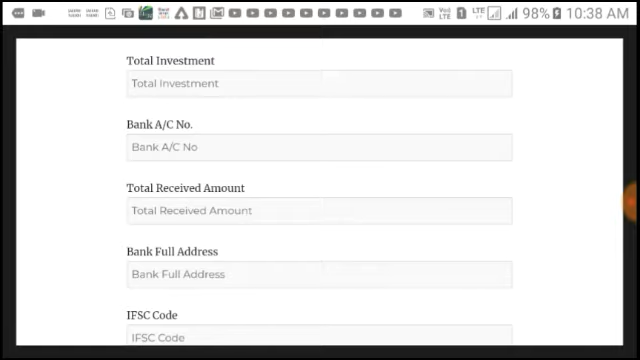 98% 10:38 AM
Total Investment
Total Investment
Bank A/C No.
Bank A/C No
Total Received Amount
Total Received Amount
Bank Full Address
Bank Full Address
IFSC Code
IFSC Code